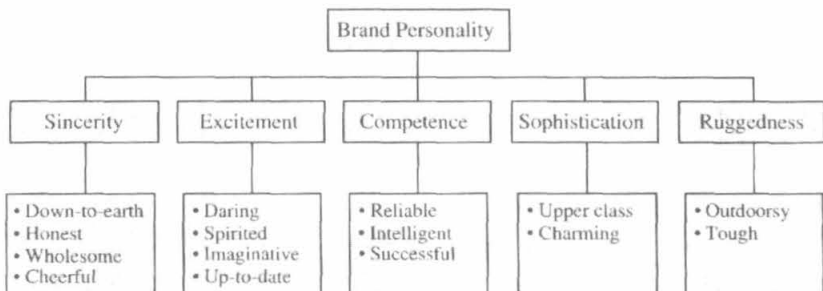 Brand Personality
Sincerity
Excitement
Competence
Sophistication
Ruggedness
• Down-to-earth
• Honest
• Wholesome
• Cheerful
• Daring
• Spirited
• Imaginative
• Up-to-date
• Reliable
• Intelligent
• Successful
• Upper class
• Charming
• Outdoorsy
• Tough